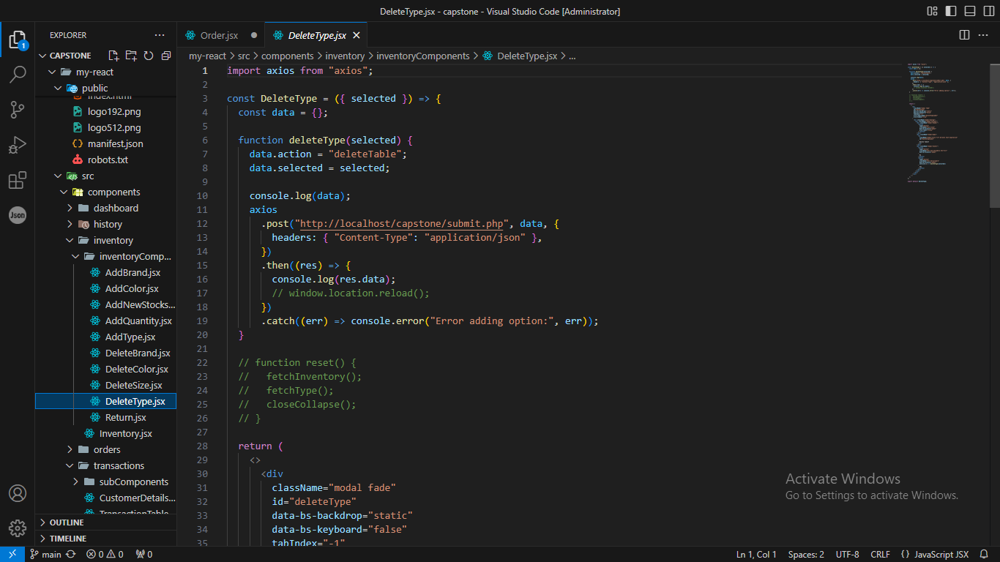 DeleteType.jsx - capstone - Visual Studio Code [Administrator]
EXPLORER
CAPSTONE
my-react
public
index.html
logo192.png
logo512.png
manifest.json
robots.txt
src
components
dashboard
history
inventory
inventoryComp...
AddBrand.jsx
AddColor.jsx
AddNewStocks...
AddQuantity.jsx
AddType.jsx
DeleteBrand.jsx
DeleteColor.jsx
DeleteSize.jsx
DeleteType.jsx
Return.jsx
Inventory.jsx
orders
transactions
subComponents
CustomerDetails...
TransactionTable
OUTLINE
TIMELINE
1
Json
Order.jsx
DeleteType.jsx
my-react > src > components > inventory > inventoryComponents > DeleteType.jsx > ...
1 import axios from "axios";
2
3 const DeleteType = ({ selected }) => {
4 const data = {};
5
6 function deleteType(selected) {
7 data.action = "deleteTable";
8 data.selected = selected;
9
10 console.log(data);
11 axios
12 .post("http://localhost/capstone/submit.php", data, {
13 headers: { "Content-Type": "application/json" },
14 })
15 .then((res) => {
16 console.log(res.data);
17 // window.location.reload();
18 })
19 .catch((err) => console.error("Error adding option:", err));
20 }
21
22 // function reset() {
23 // fetchInventory();
24 // fetchType();
25 // closeCollapse();
26 // }
27
28 return (
29 <>
30 <div
31 className="modal fade"
32 id="deleteType"
33 data-bs-backdrop="static"
34 data-bs-keyboard="false"
35 tabIndex="-1"
Activate Windows
Go to Settings to activate Windows.
main 0 0 0
Ln 1, Col 1 Spaces: 2 UTF-8 CRLF {} JavaScript JSX